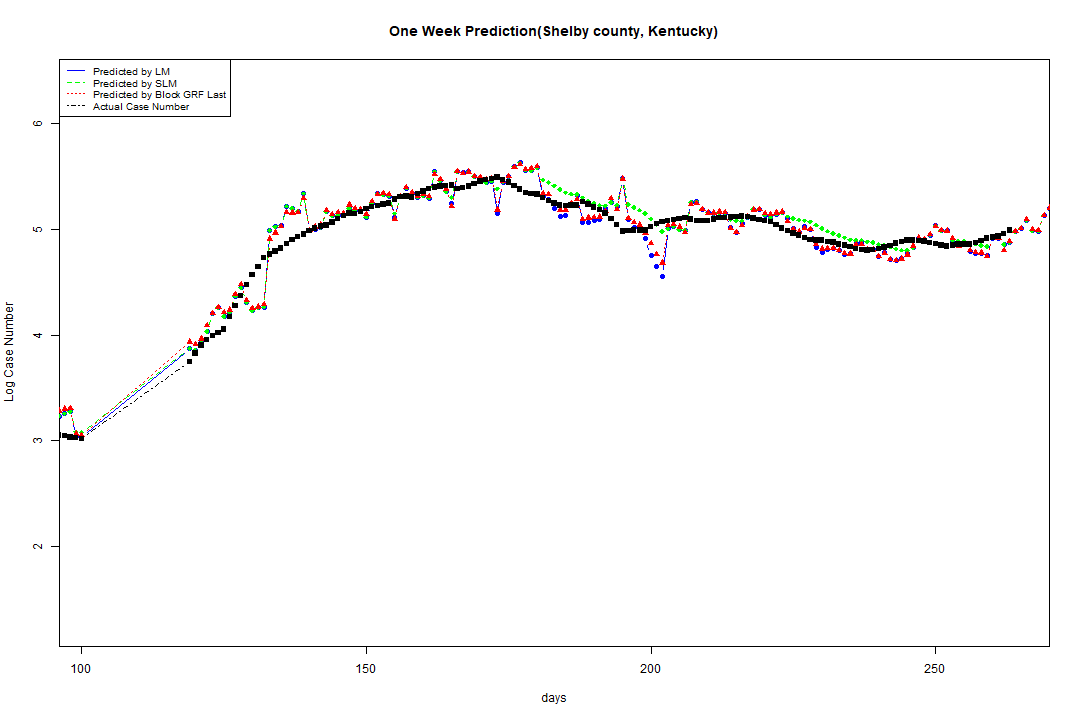 One Week Prediction(Shelby county, Kentucky)
Predicted by LM
Predicted by SLM
Predicted by Block GRF Last
Actual Case Number
6
5
4
3
2
Log Case Number
100 150 200 250
days